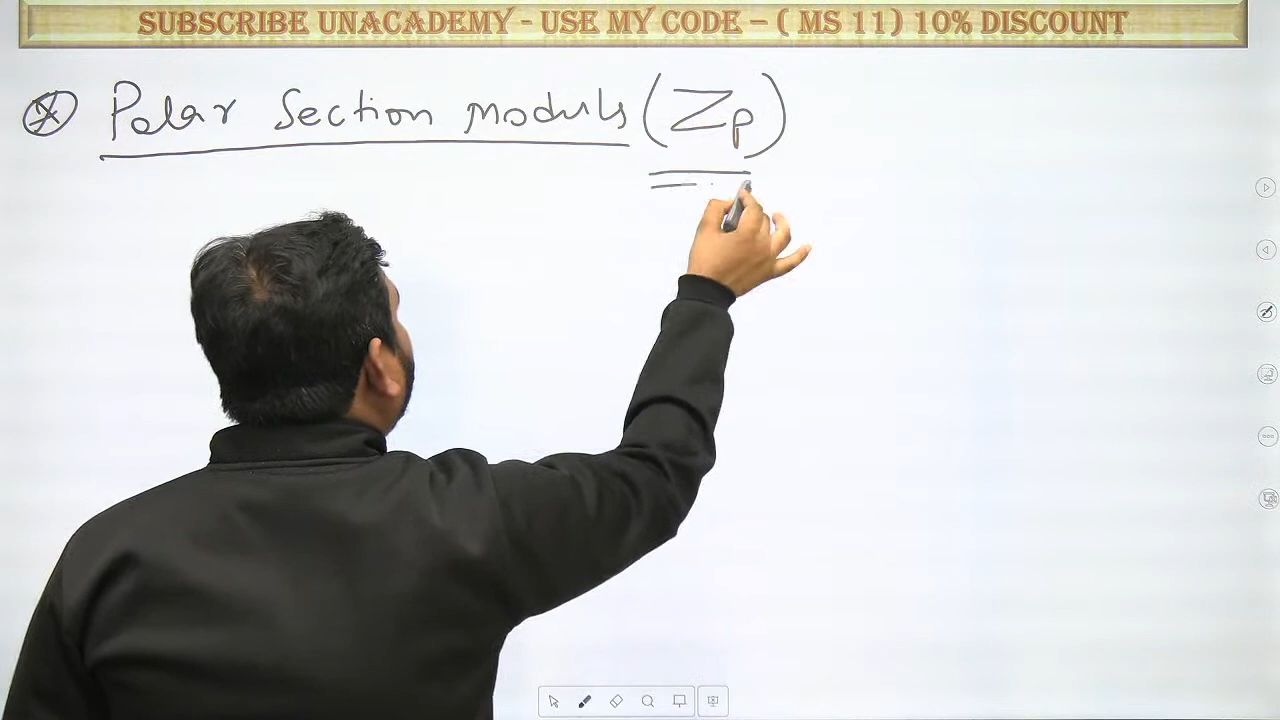 SUBSCRIBE UNACADEMY - USE MY CODE – ( MS 11 ) 10% DISCOUNT
Polar Section Moduls (Zp)